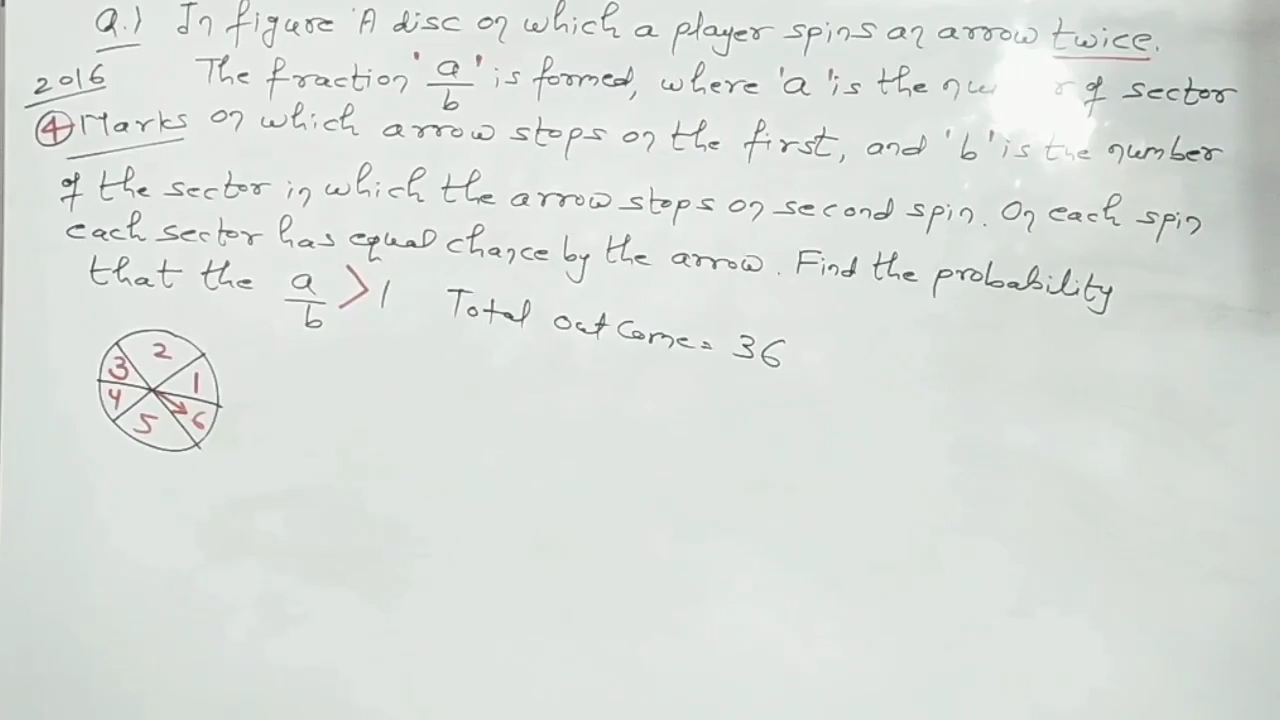 Q.) In figure 'A disc on which a player spins an arrow twice.
2016 The fraction 'a/b' is formed, where 'a' is the of sector
④ Marks on which arrow stops on the first, and 'b' is the number
of the sector in which the arrow stops on second spin. On each spin
each sector has equal chance by the arrow. Find the probability
that the a/b > 1 Total outcome = 36
2
3 1
4 6
5